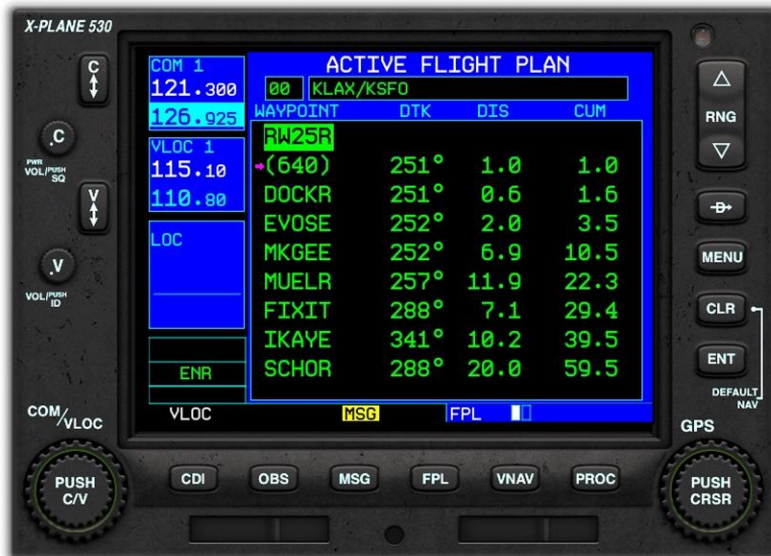 X-PLANE 530
COM 1
121.300
126.925
VLOC 1
115.10
110.80
LOC
ENR
VLOC
ACTIVE FLIGHT PLAN
00 KLAX/KSFO
WAYPOINT DTK DIS CUM
RW25R
(640) 251° 1.0 1.0
DOCKR 251° 0.6 1.6
EVOSE 252° 2.0 3.5
MKGEE 252° 6.9 10.5
MUELR 257° 11.9 22.3
FIXIT 288° 7.1 29.4
IKAYE 341° 10.2 39.5
SCHOR 288° 20.0 59.5
MSG
FPL
C
.C
PWR
VOL/PUSH
SQ
V
.V
VOL/PUSH
ID
COM/VLOC
PUSH
C/V
RNG
D
MENU
CLR
ENT
DEFAULT
NAV
GPS
PUSH
CRSR
CDI OBS MSG FPL VNAV PROC